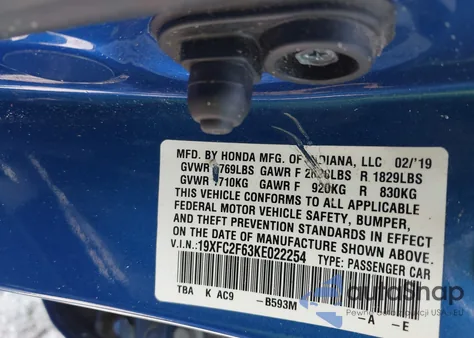 MFD. BY HONDA MFG. OF INDIANA, LLC 02/'19
GVWR 3769LBS GAWR F LBS R 1829LBS
GVWR 1710KG GAWR F 920KG R 830KG
THIS VEHICLE CONFORMS TO ALL APPLICABLE
FEDERAL MOTOR VEHICLE SAFETY, BUMPER,
AND THEFT PREVENTION STANDARDS IN EFFECT
ON THE DATE OF MANUFACTURE SHOWN ABOVE.
V.I.N.:19XFC2F63KE022254 TYPE: PASSENGER CAR
TBA K AC9 -B593M -A -E
autoShap